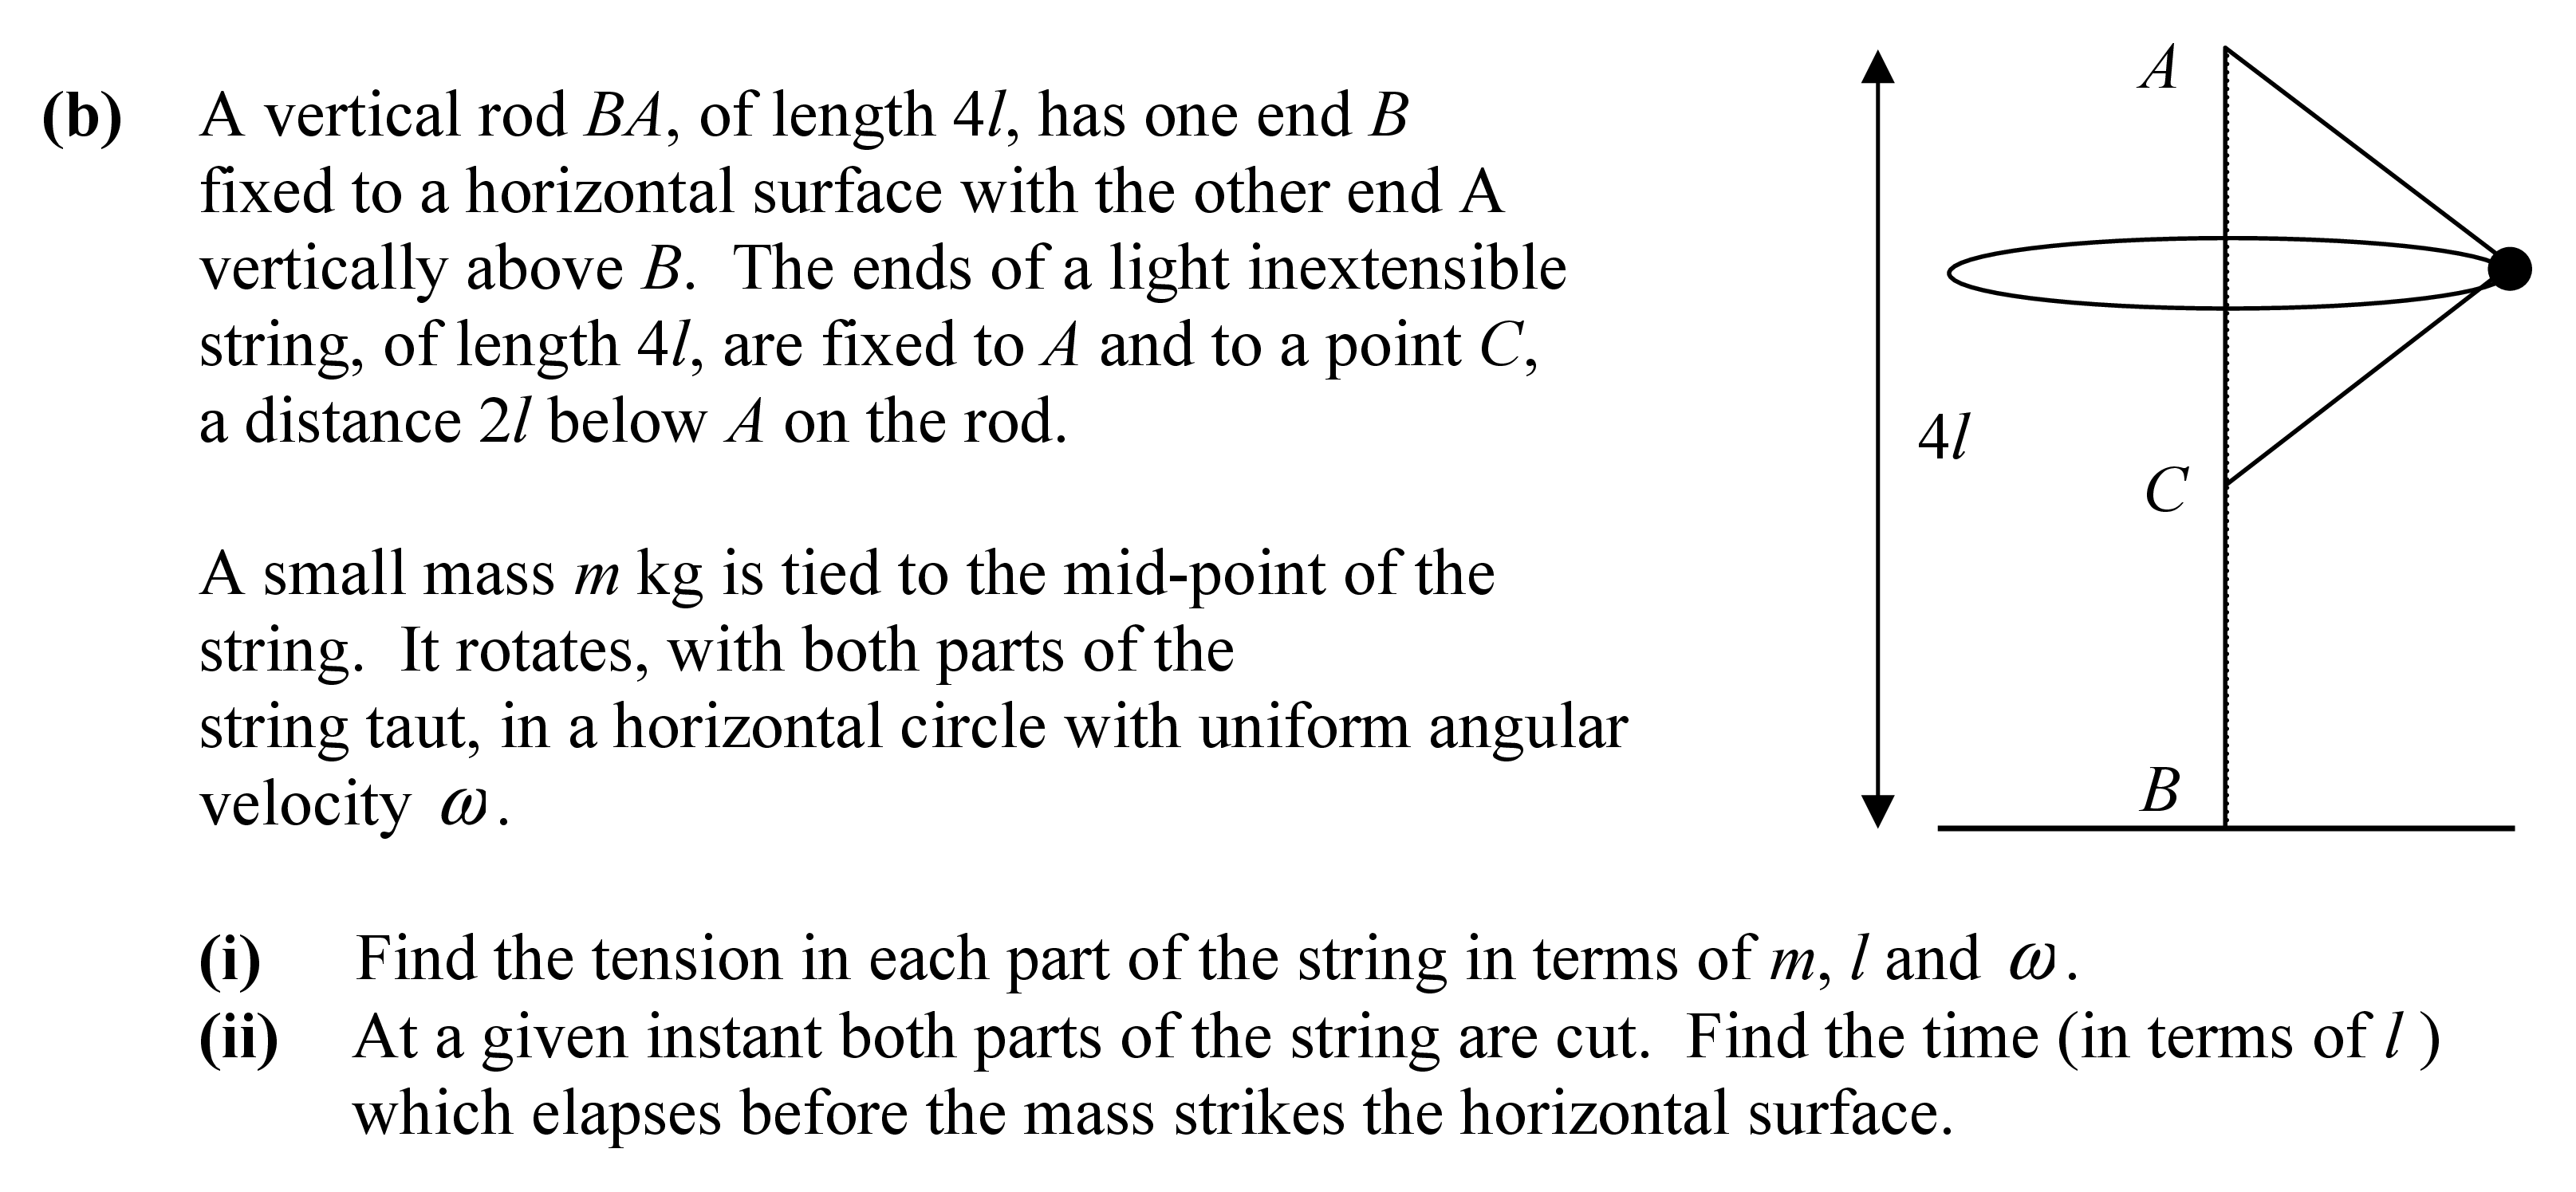 (b) A vertical rod BA, of length 4l, has one end B
fixed to a horizontal surface with the other end A
vertically above B. The ends of a light inextensible
string, of length 4l, are fixed to A and to a point C,
a distance 2l below A on the rod.
A small mass m kg is tied to the mid-point of the
string. It rotates, with both parts of the
string taut, in a horizontal circle with uniform angular
velocity ω.
A
4l
C
B
(i) Find the tension in each part of the string in terms of m, l and ω.
(ii) At a given instant both parts of the string are cut. Find the time (in terms of l )
which elapses before the mass strikes the horizontal surface.